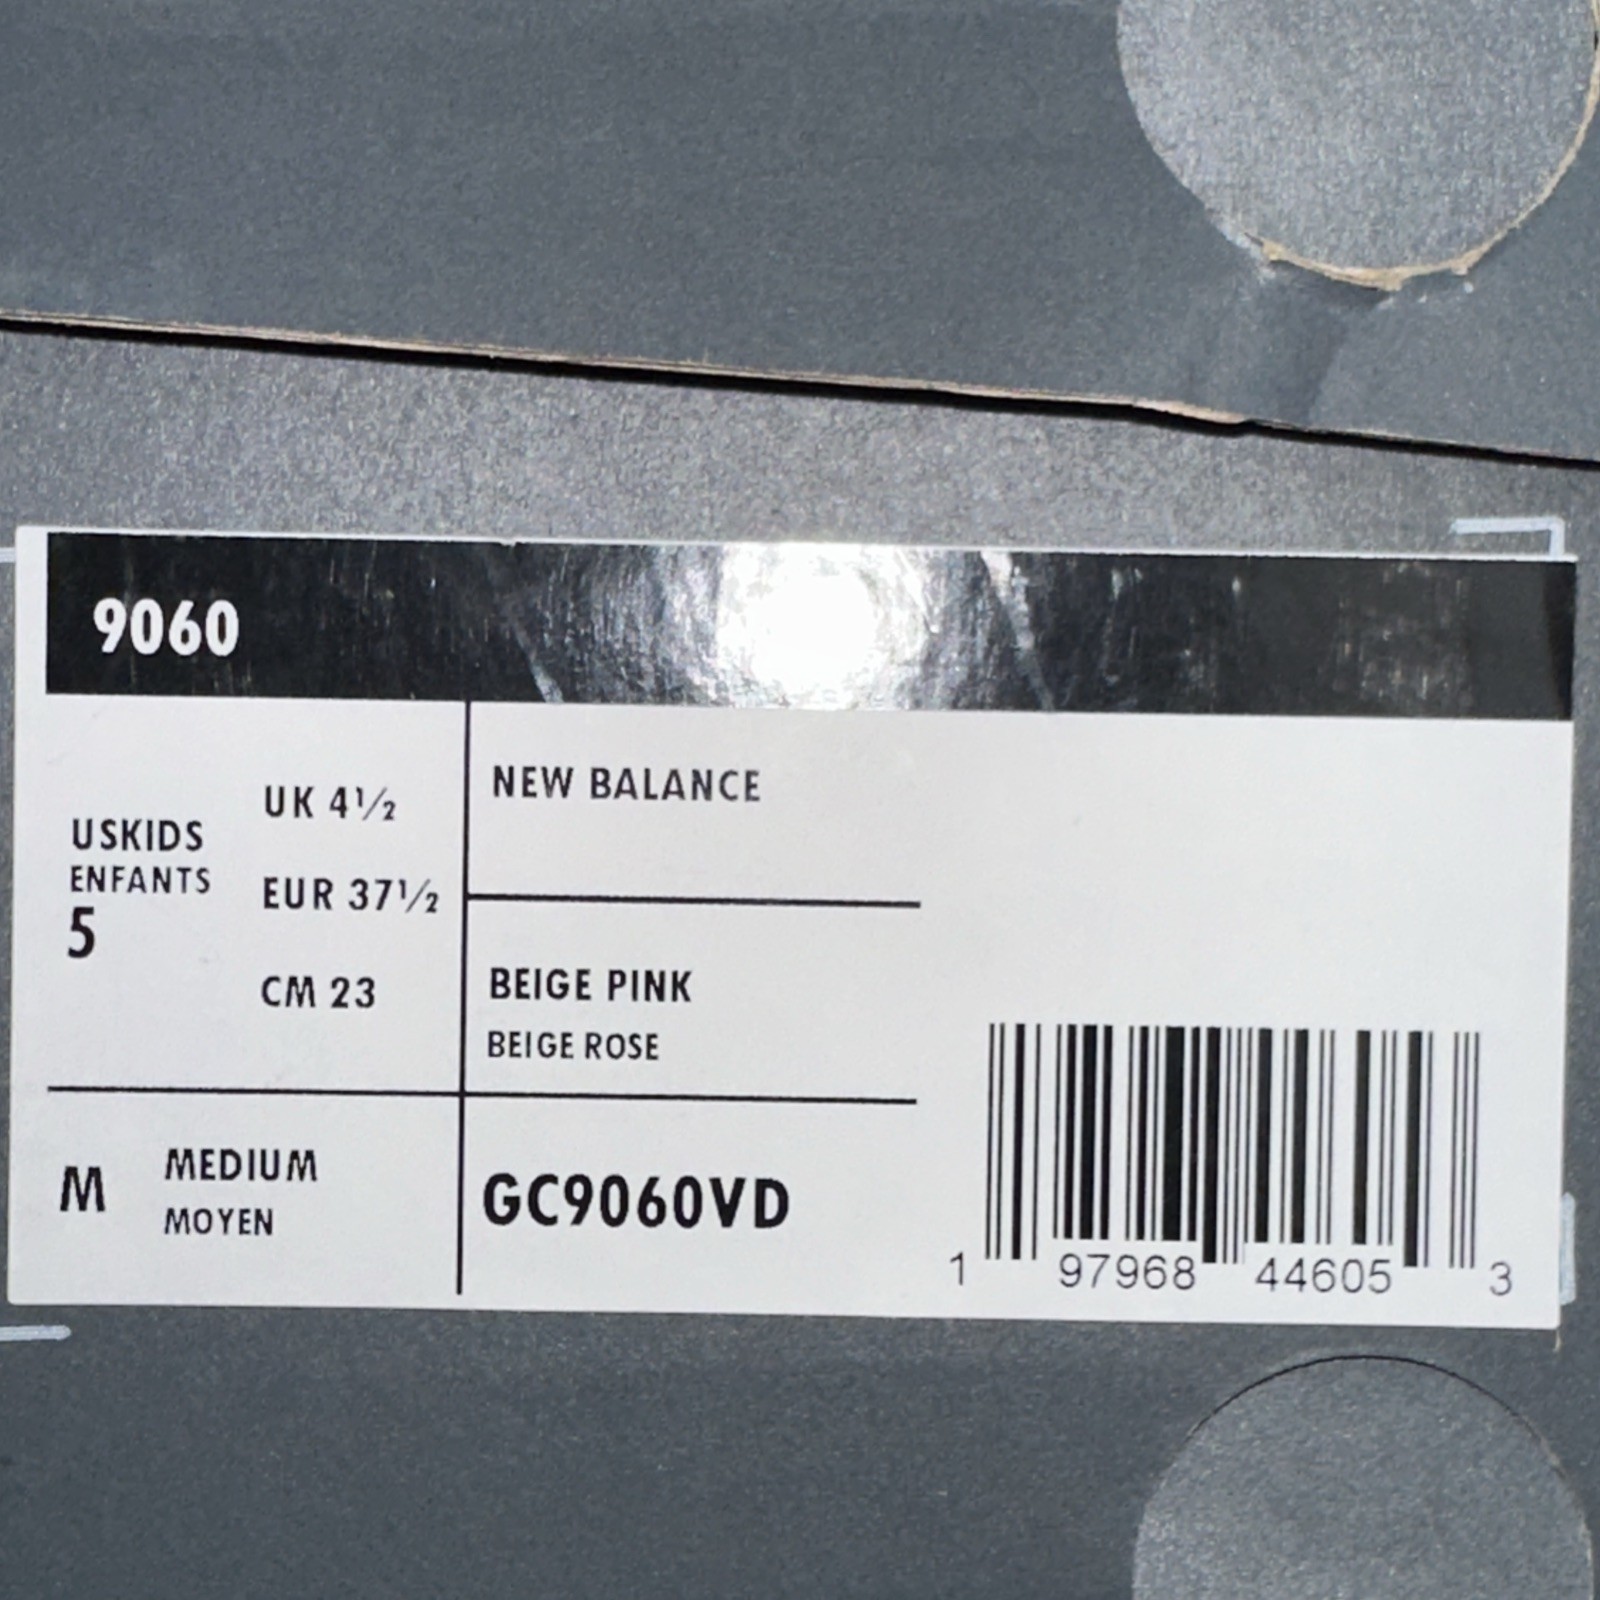 9060
USKIDS
ENFANTS
5
UK 4½
EUR 37½
CM 23
NEW BALANCE
BEIGE PINK
BEIGE ROSE
M
MEDIUM
MOYEN
GC9060VD
1 97968 44605 3